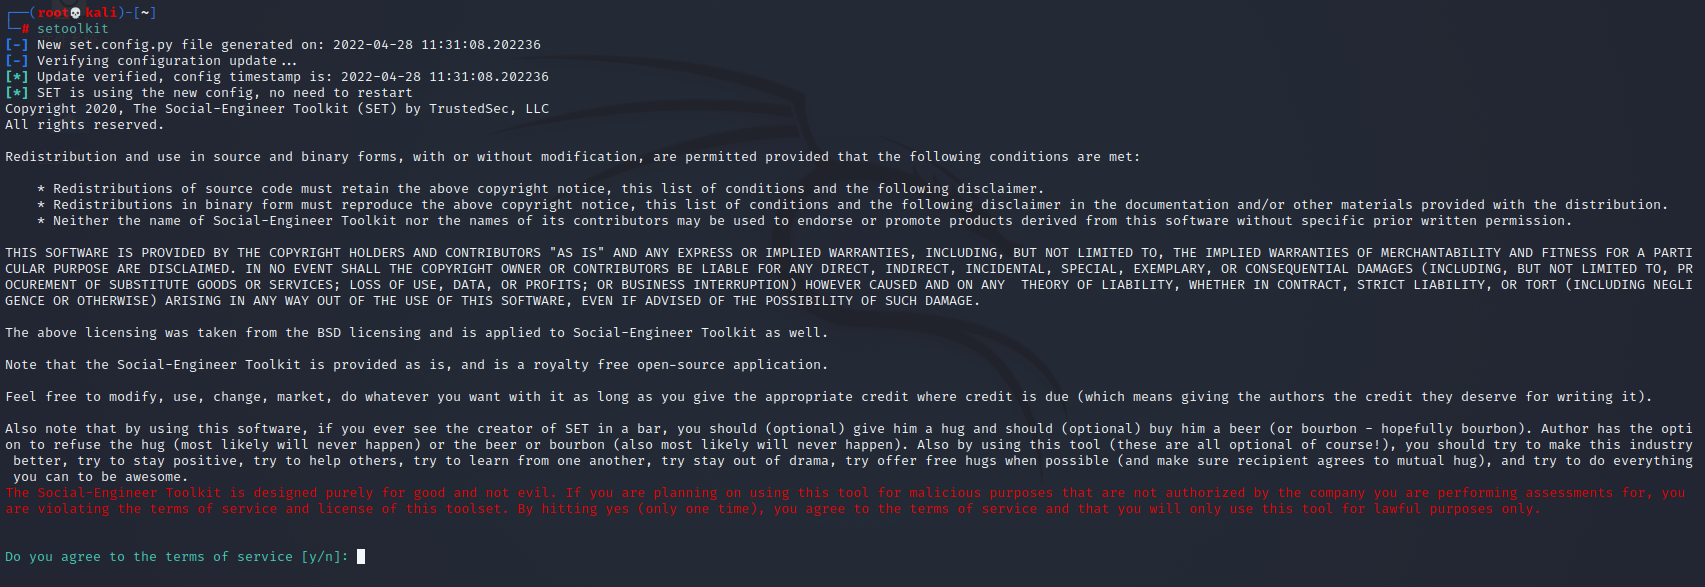 ┌──(root💀kali)-[~]
└─# setoolkit
[-] New set.config.py file generated on: 2022-04-28 11:31:08.202236
[-] Verifying configuration update...
[*] Update verified, config timestamp is: 2022-04-28 11:31:08.202236
[*] SET is using the new config, no need to restart
Copyright 2020, The Social-Engineer Toolkit (SET) by TrustedSec, LLC
All rights reserved.
Redistribution and use in source and binary forms, with or without modification, are permitted provided that the following conditions are met:
* Redistributions of source code must retain the above copyright notice, this list of conditions and the following disclaimer.
* Redistributions in binary form must reproduce the above copyright notice, this list of conditions and the following disclaimer in the documentation and/or other materials provided with the distribution.
* Neither the name of Social-Engineer Toolkit nor the names of its contributors may be used to endorse or promote products derived from this software without specific prior written permission.
THIS SOFTWARE IS PROVIDED BY THE COPYRIGHT HOLDERS AND CONTRIBUTORS "AS IS" AND ANY EXPRESS OR IMPLIED WARRANTIES, INCLUDING, BUT NOT LIMITED TO, THE IMPLIED WARRANTIES OF MERCHANTABILITY AND FITNESS FOR A PARTI
CULAR PURPOSE ARE DISCLAIMED. IN NO EVENT SHALL THE COPYRIGHT OWNER OR CONTRIBUTORS BE LIABLE FOR ANY DIRECT, INDIRECT, INCIDENTAL, SPECIAL, EXEMPLARY, OR CONSEQUENTIAL DAMAGES (INCLUDING, BUT NOT LIMITED TO, PR
OCUREMENT OF SUBSTITUTE GOODS OR SERVICES; LOSS OF USE, DATA, OR PROFITS; OR BUSINESS INTERRUPTION) HOWEVER CAUSED AND ON ANY  THEORY OF LIABILITY, WHETHER IN CONTRACT, STRICT LIABILITY, OR TORT (INCLUDING NEGLI
GENCE OR OTHERWISE) ARISING IN ANY WAY OUT OF THE USE OF THIS SOFTWARE, EVEN IF ADVISED OF THE POSSIBILITY OF SUCH DAMAGE.
The above licensing was taken from the BSD licensing and is applied to Social-Engineer Toolkit as well.
Note that the Social-Engineer Toolkit is provided as is, and is a royalty free open-source application.
Feel free to modify, use, change, market, do whatever you want with it as long as you give the appropriate credit where credit is due (which means giving the authors the credit they deserve for writing it).
Also note that by using this software, if you ever see the creator of SET in a bar, you should (optional) give him a hug and should (optional) buy him a beer (or bourbon - hopefully bourbon). Author has the opti
on to refuse the hug (most likely will never happen) or the beer or bourbon (also most likely will never happen). Also by using this tool (these are all optional of course!), you should try to make this industry
better, try to stay positive, try to help others, try to learn from one another, try stay out of drama, try offer free hugs when possible (and make sure recipient agrees to mutual hug), and try to do everything
you can to be awesome.
The Social-Engineer Toolkit is designed purely for good and not evil. If you are planning on using this tool for malicious purposes that are not authorized by the company you are performing assessments for, you
are violating the terms of service and license of this toolset. By hitting yes (only one time), you agree to the terms of service and that you will only use this tool for lawful purposes only.
Do you agree to the terms of service [y/n]: